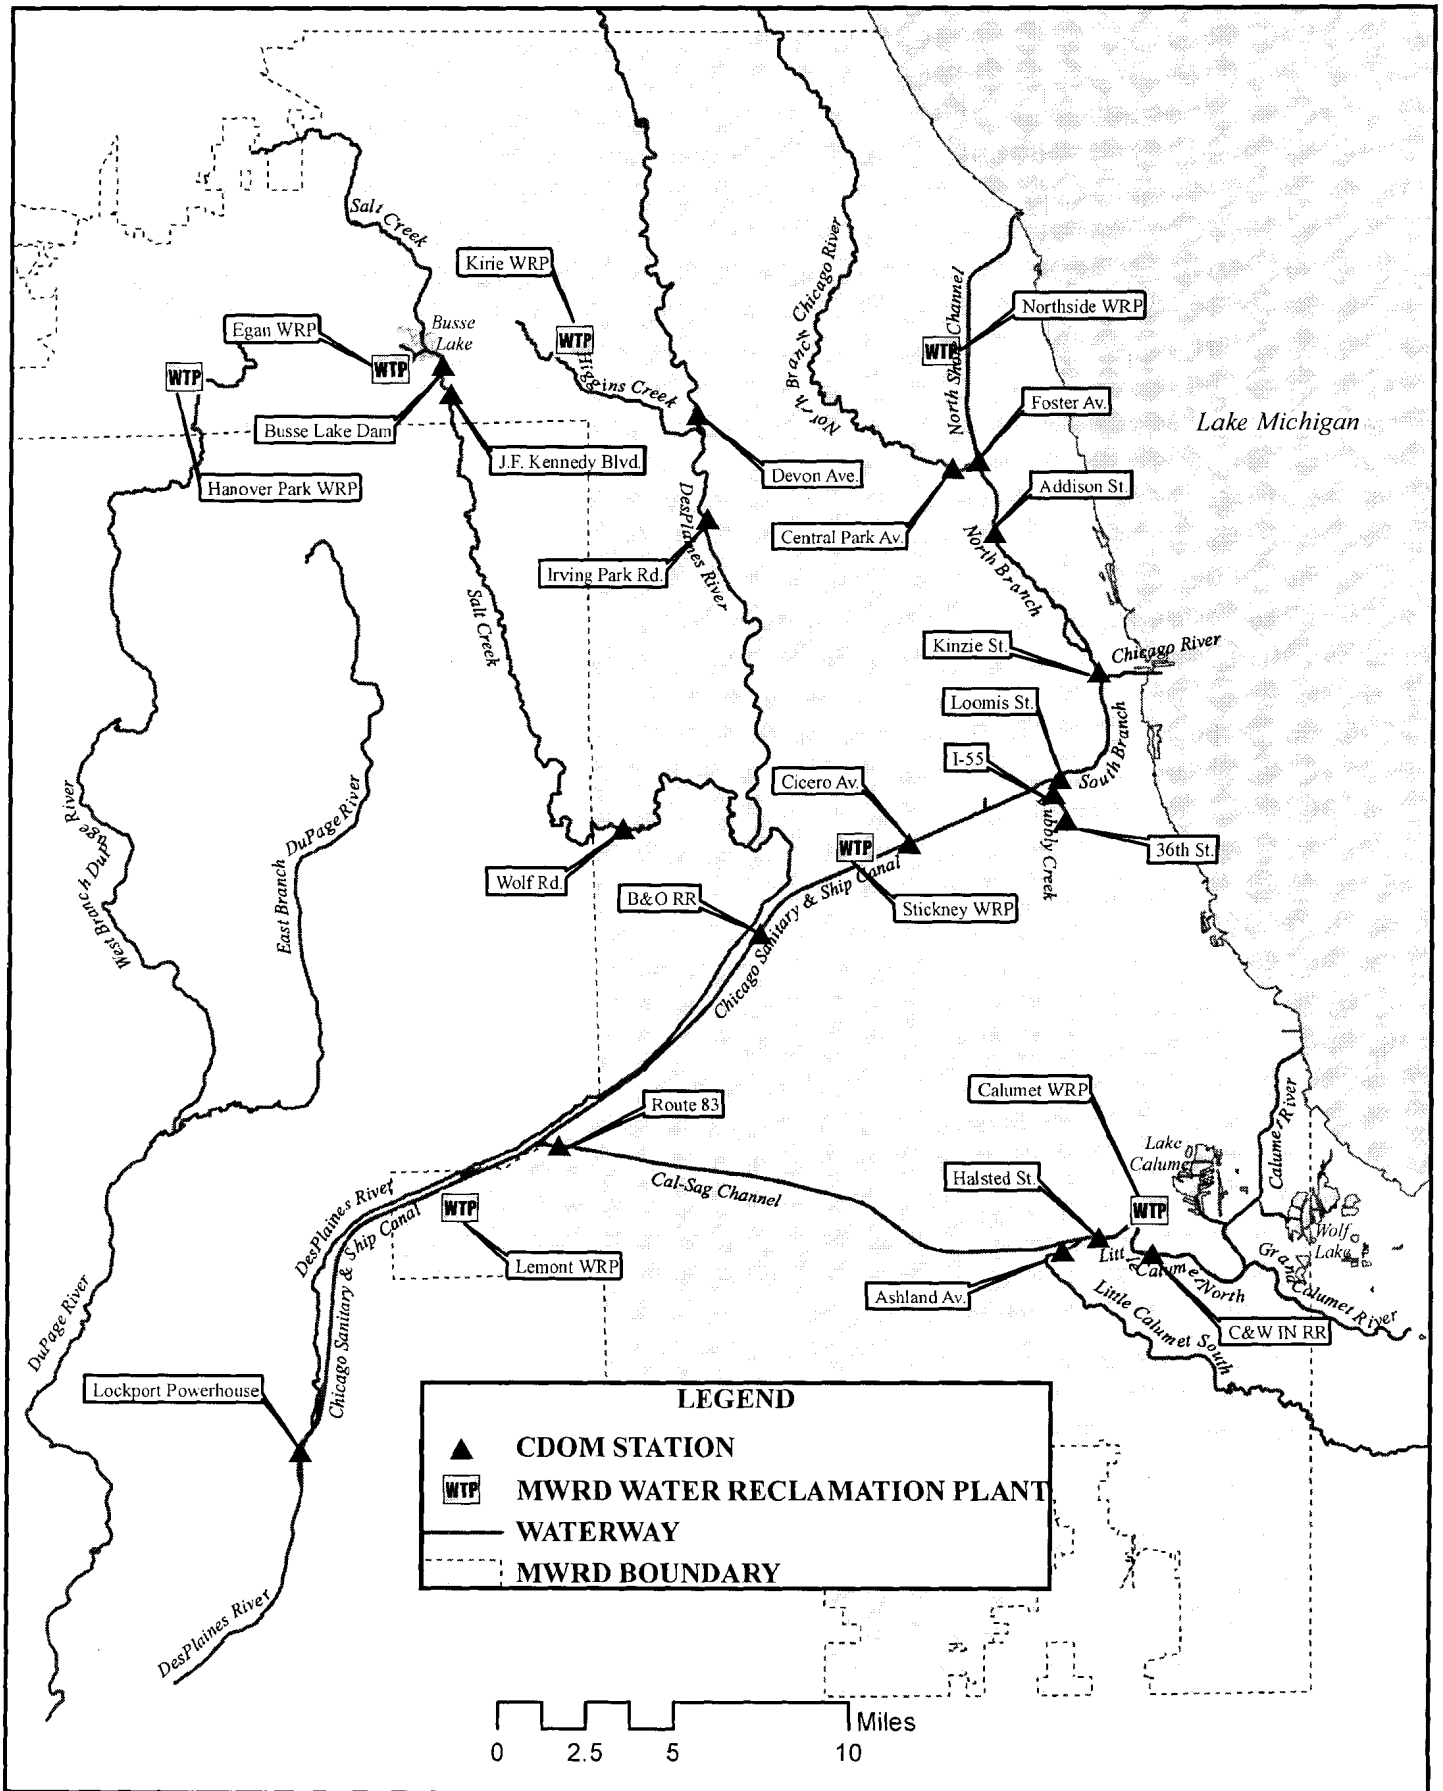 Salt Creek
Kirie WRP
North Branch Chicago River
North Shore Channel
Northside WRP
Egan WRP
Busse
Lake
WTP
WTP
WTP
WTP
Higgins Creek
Foster Av.
Lake Michigan
Busse Lake Dam
J.F. Kennedy Blvd.
Devon Ave.
Hanover Park WRP
Addison St.
Central Park Av.
DesPlaines River
Irving Park Rd.
North Branch
Salt Creek
Kinzie St.
Chicago River
Loomis St.
I-55
South Branch
Cicero Av.
West Branch DuPage River
East Branch DuPage River
WTP
36th St.
Bubbly Creek
Wolf Rd.
B&O RR
Stickney WRP
Chicago Sanitary & Ship Canal
Calumet WRP
Route 83
Calumet River
Lake
Calumet
Halsted St.
Cal-Sag Channel
WTP
WTP
Wolf
Lake
DesPlaines River
Chicago Sanitary & Ship Canal
Lemont WRP
Little Calumet North
Grand Calumet River
Ashland Av.
Little Calumet South
C&W IN RR
DuPage River
Lockport Powerhouse
LEGEND
CDOM STATION
WTP MWRD WATER RECLAMATION PLANT
WATERWAY
MWRD BOUNDARY
DesPlaines River
Miles
0 2.5 5 10